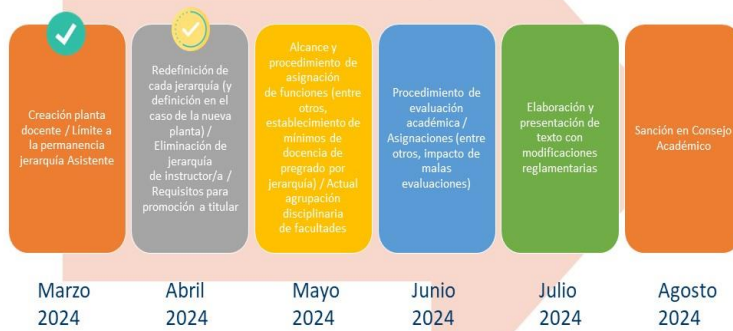 Creación planta
docente / Límite a
la permanencia
jerarquía Asistente
Redefinición de
cada jerarquía (y
definición en el
caso de la nueva
planta) /
Eliminación de
jerarquía
de instructor/a /
Requisitos para
promoción a titular
Alcance y
procedimiento de
asignación
de funciones (entre
otros,
establecimiento de
mínimos de
docencia de
pregrado por
jerarquía) / Actual
agrupación
disciplinaria
de facultades
Procedimiento de
evaluación
académica /
Asignaciones (entre
otros, impacto de
malas
evaluaciones)
Elaboración y
presentación de
texto con
modificaciones
reglamentarias
Sanción en Consejo
Académico
Marzo
2024
Abril
2024
Mayo
2024
Junio
2024
Julio
2024
Agosto
2024